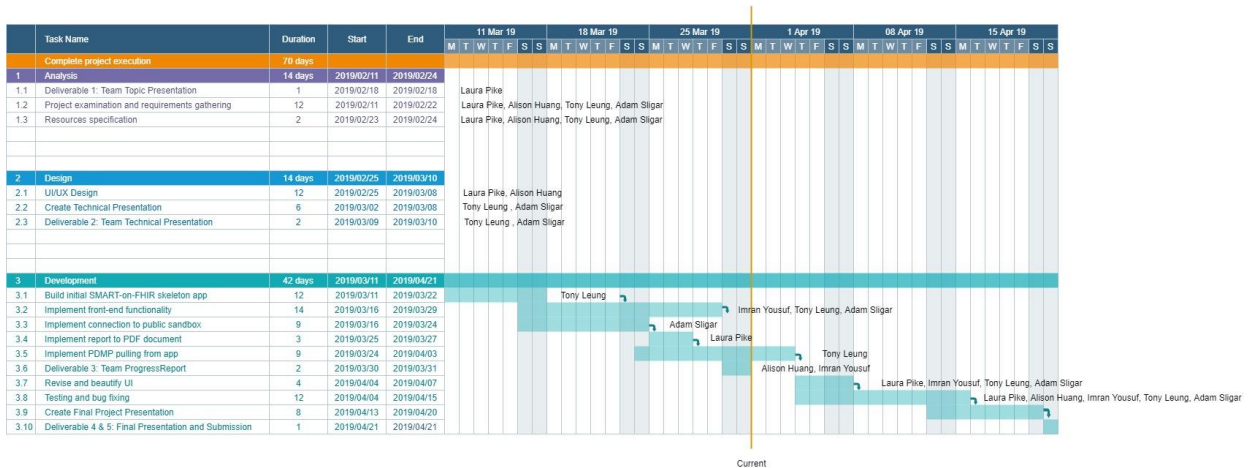 11 Mar 19 18 Mar 19 25 Mar 19 1 Apr 19 08 Apr 19 15 Apr 19
Task Name Duration Start End
M T W T F S S M T W T F S S M T W T F S S M T W T F S S M T W T F S S M T W T F S S
Complete project execution 70 days
1 Analysis 14 days 2019/02/11 2019/02/24
1.1 Deliverable 1: Team Topic Presentation 1 2019/02/18 2019/02/18 Laura Pike
1.2 Project examination and requirements gathering 12 2019/02/11 2019/02/22 Laura Pike, Alison Huang, Tony Leung, Adam Sligar
1.3 Resources specification 2 2019/02/23 2019/02/24 Laura Pike, Alison Huang, Tony Leung, Adam Sligar
2 Design 14 days 2019/02/25 2019/03/10
2.1 UI/UX Design 12 2019/02/25 2019/03/08 Laura Pike, Alison Huang
2.2 Create Technical Presentation 6 2019/03/02 2019/03/08 Tony Leung , Adam Sligar
2.3 Deliverable 2: Team Technical Presentation 2 2019/03/09 2019/03/10 Tony Leung , Adam Sligar
3 Development 42 days 2019/03/11 2019/04/21
3.1 Build initial SMART-on-FHIR skeleton app 12 2019/03/11 2019/03/22 Tony Leung
3.2 Implement front-end functionality 14 2019/03/16 2019/03/29 Imran Yousuf, Tony Leung, Adam Sligar
3.3 Implement connection to public sandbox 9 2019/03/16 2019/03/24 Adam Sligar
3.4 Implement report to PDF document 3 2019/03/25 2019/03/27 Laura Pike
3.5 Implement PDMP pulling from app 9 2019/03/24 2019/04/03 Tony Leung
3.6 Deliverable 3: Team ProgressReport 2 2019/03/30 2019/03/31 Alison Huang, Imran Yousuf
3.7 Revise and beautify UI 4 2019/04/04 2019/04/07 Laura Pike, Imran Yousuf, Tony Leung, Adam Sligar
3.8 Testing and bug fixing 12 2019/04/04 2019/04/15 Laura Pike, Alison Huang, Imran Yousuf, Tony Leung, Adam Sligar
3.9 Create Final Project Presentation 8 2019/04/13 2019/04/20
3.10 Deliverable 4 & 5: Final Presentation and Submission 1 2019/04/21 2019/04/21
Current